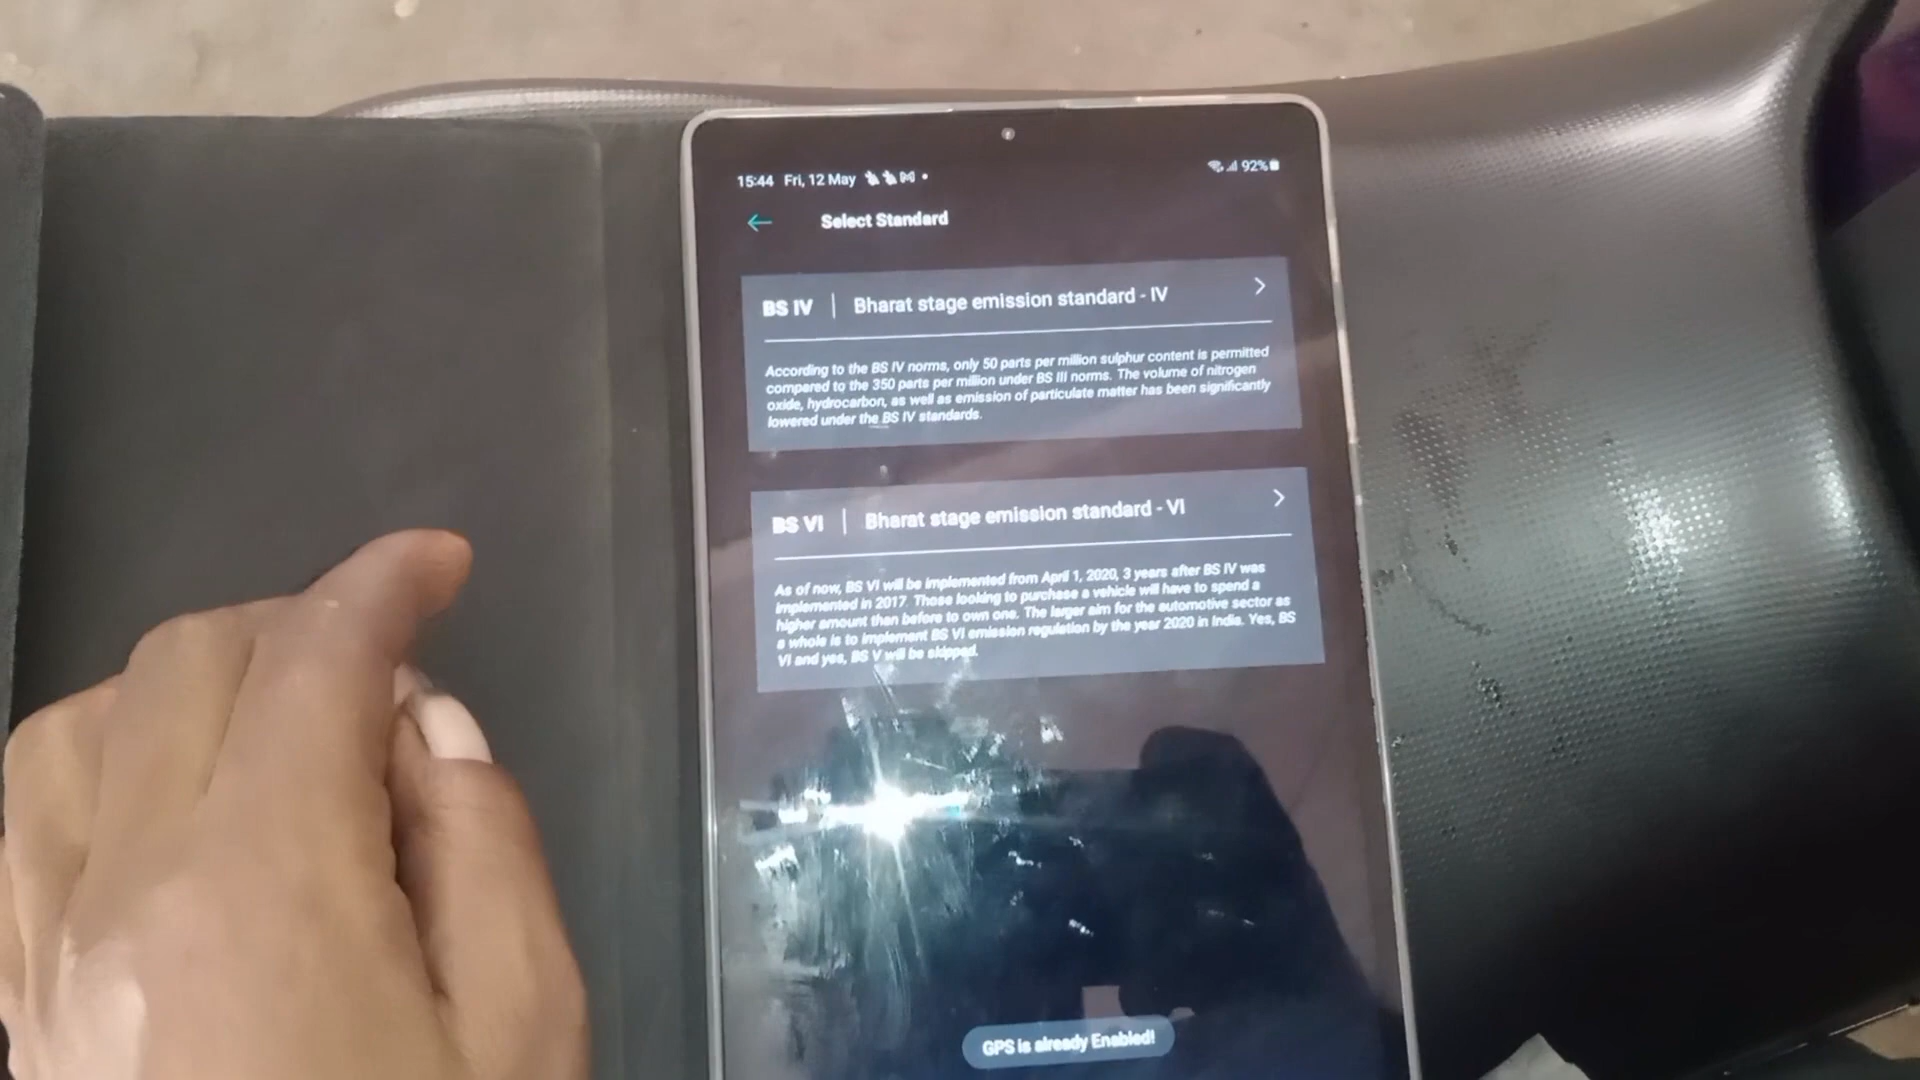 15:44 Fri, 12 May
92%
Select Standard
BS IV | Bharat stage emission standard - IV
According to the BS IV norms, only 50 parts per million sulphur content is permitted
compared to the 350 parts per million under BS III norms. The volume of nitrogen
oxide, hydrocarbon, as well as emission of particulate matter has been significantly
lowered under the BS IV standards.
BS VI | Bharat stage emission standard - VI
As of now, BS VI will be implemented from April 1, 2020, 3 years after BS IV was
implemented in 2017. Those looking to purchase a vehicle will have to spend a
higher amount than before to own one. The larger aim for the automotive sector as
a whole is to implement BS VI emission regulation by the year 2020 in India. Yes, BS
VI and yes, BS V will be skipped.
GPS is already Enabled!